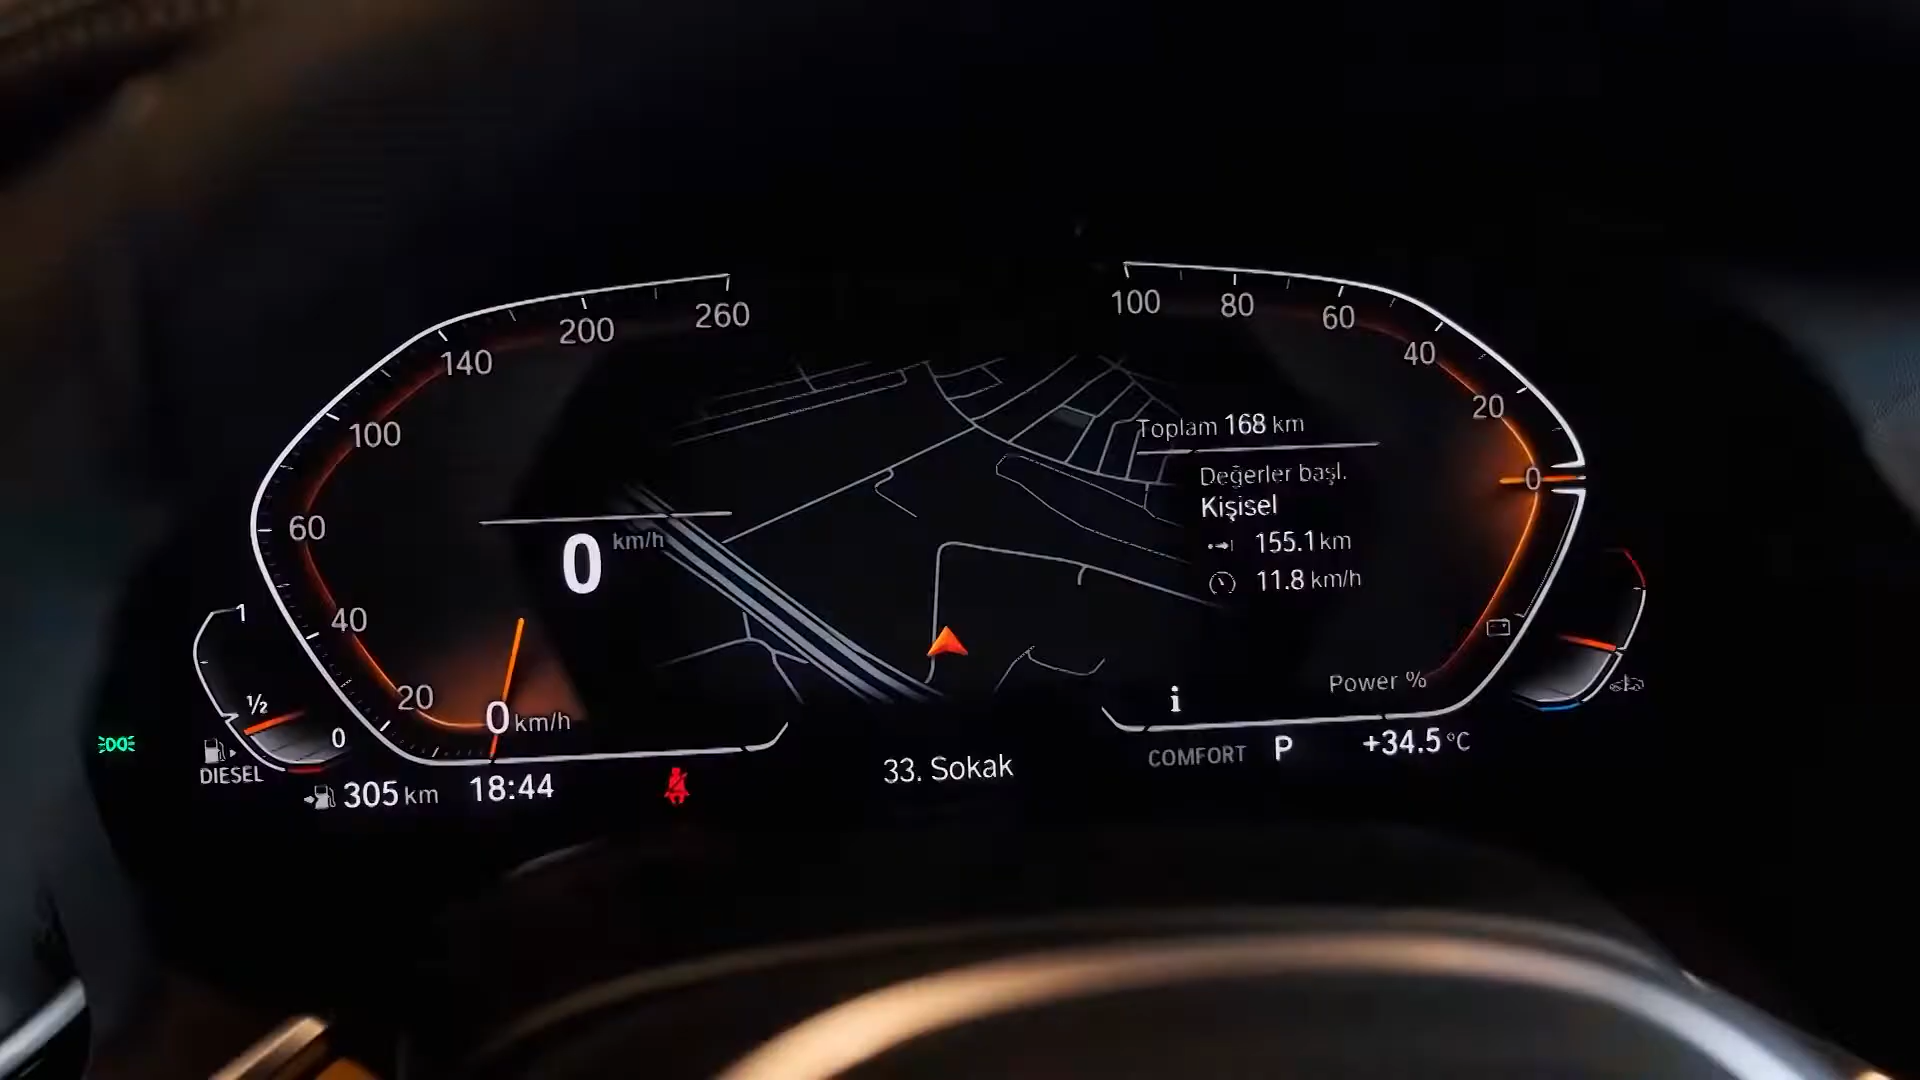 260
200
140
100
60
40
20
0 km/h
0 km/h
100
80
60
40
20
0
Power %
Toplam 168 km
Değerler başl.
Kişisel
155.1 km
11.8 km/h
1
1/2
0
DIESEL
305 km
18:44
33. Sokak
i
COMFORT P +34.5 °C